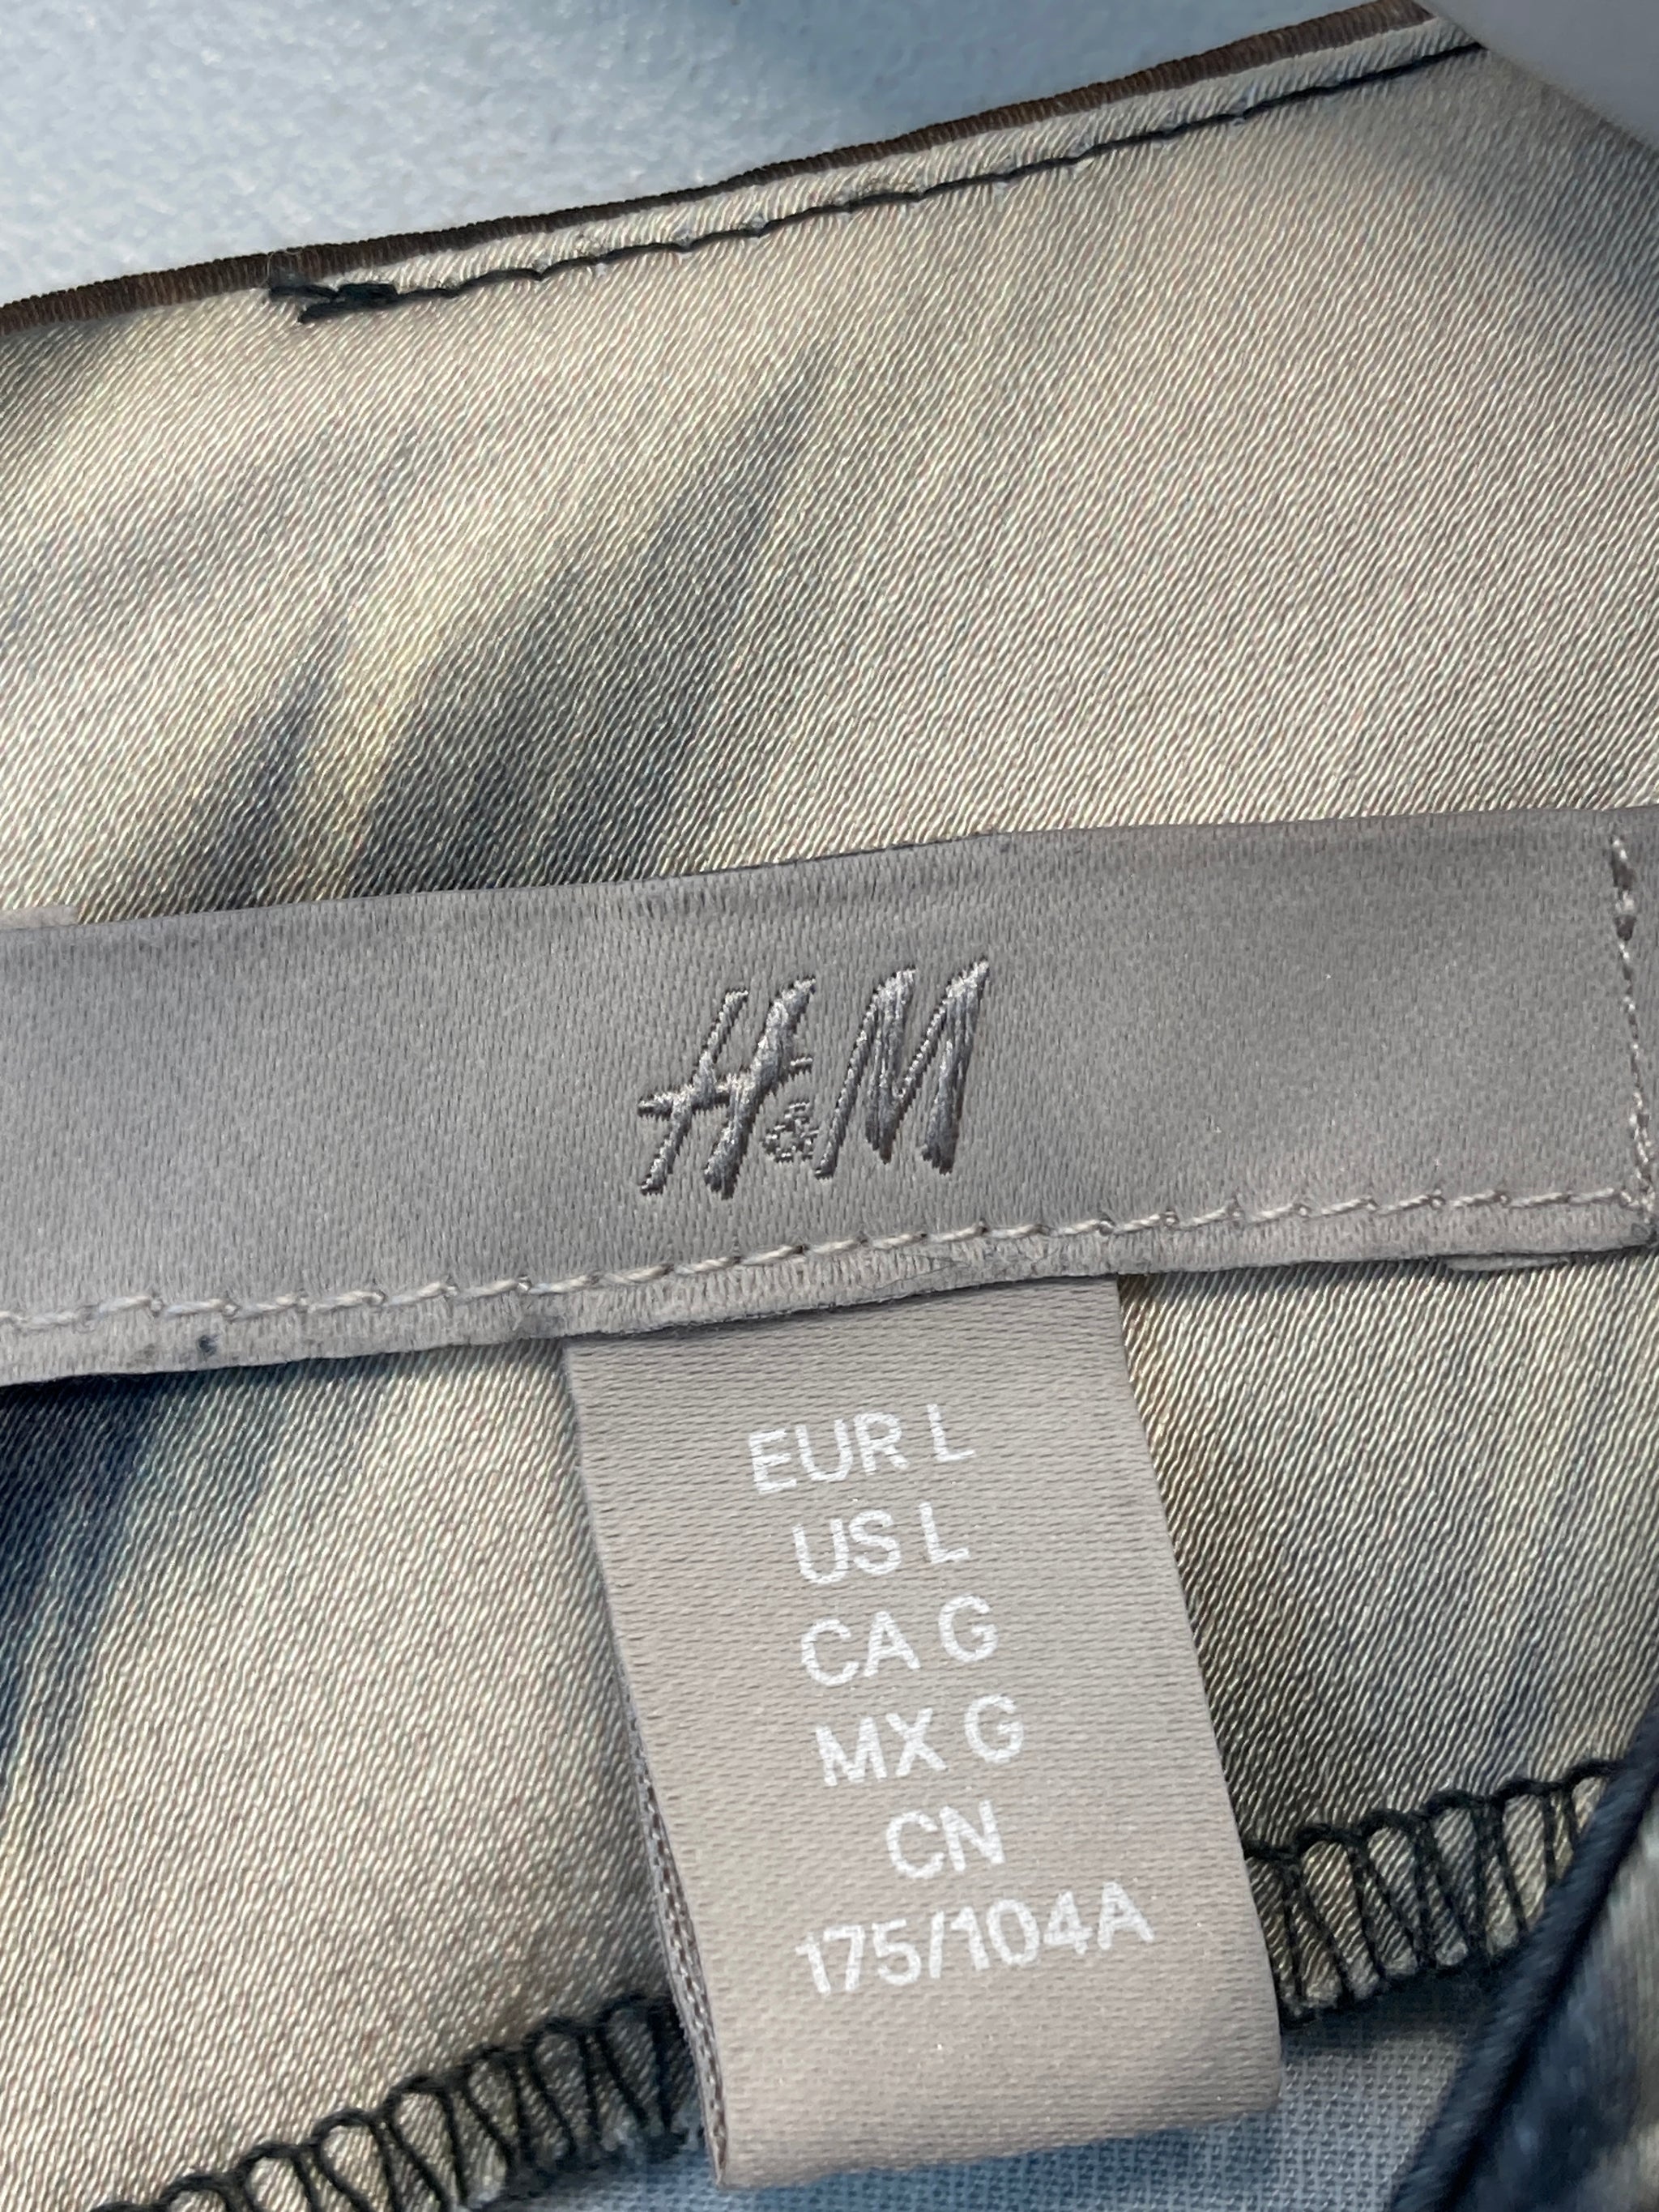 H&M
EUR L
US L
CA G
MX G
CN
175/104A